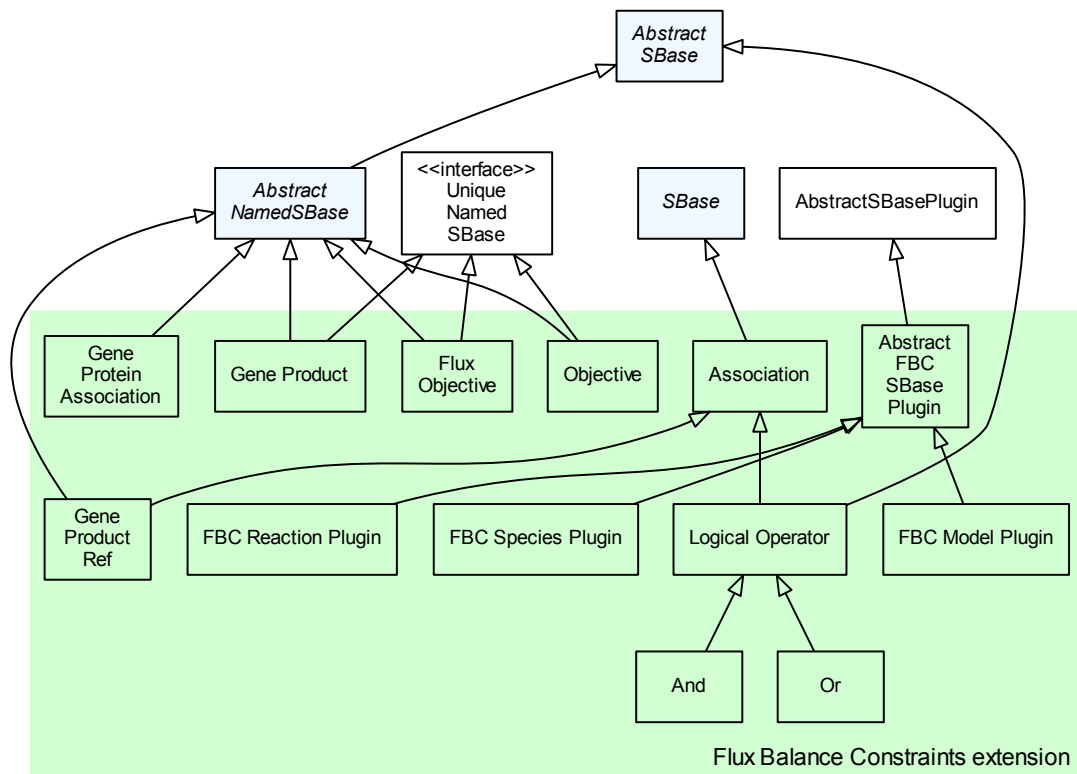 Abstract
SBase
Abstract
NamedSBase
<<interface>>
Unique
Named
SBase
SBase
AbstractSBasePlugin
Gene
Protein
Association
Gene Product
Flux
Objective
Objective
Association
Abstract
FBC
SBase
Plugin
Gene
Product
Ref
FBC Reaction Plugin
FBC Species Plugin
Logical Operator
FBC Model Plugin
And
Or
Flux Balance Constraints extension